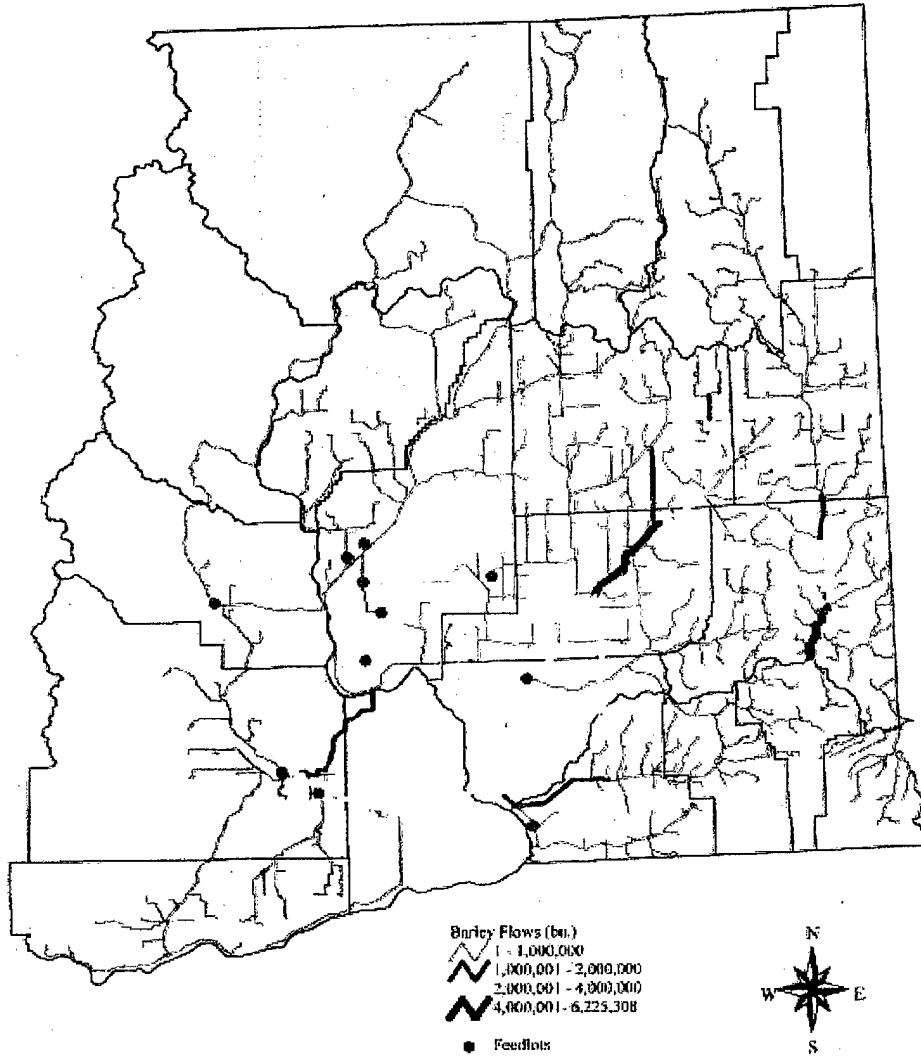 Barley Flows (bu.)
1 - 1,000,000
1,000,001 - 2,000,000
2,000,001 - 4,000,000
4,000,001 - 6,225,308
Feedlots
N
W E
S